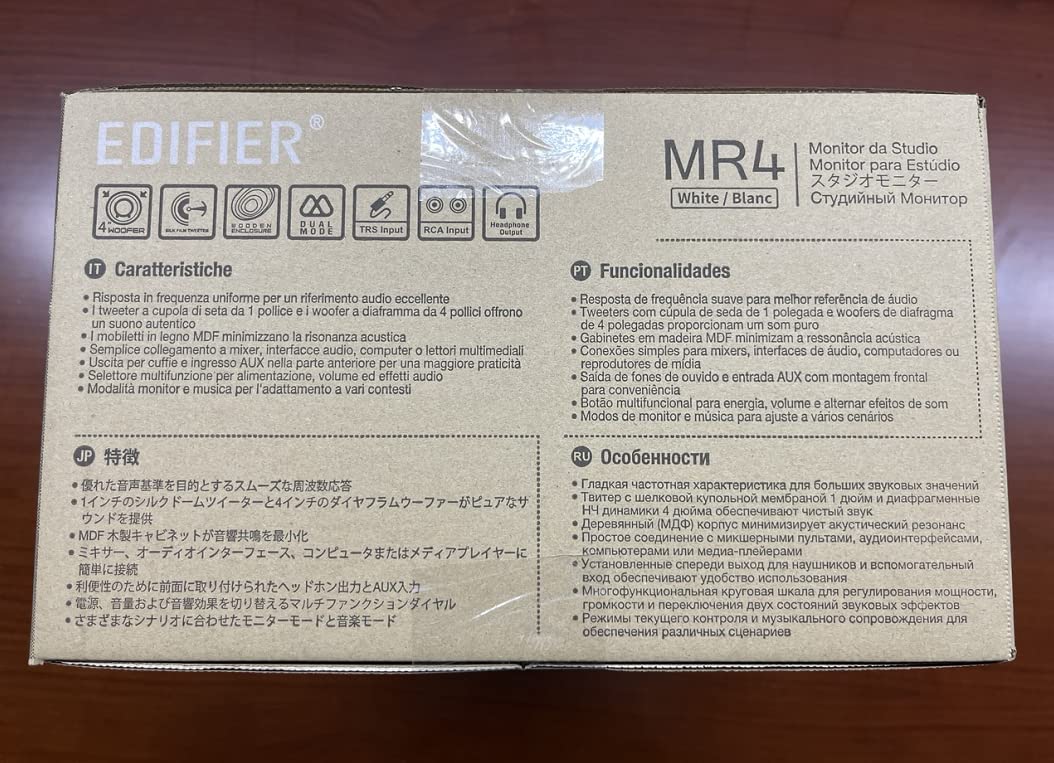 EDIFIER®
MR4
White / Blanc
Monitor da Studio
Monitor para Estúdio
スタジオモニター
Студийный Монитор
4" WOOFER
SILK FILM TWEETER
WOODEN ENCLOSURE
DUAL MODE
TRS Input
RCA Input
Headphone Output
IT Caratteristiche
• Risposta in frequenza uniforme per un riferimento audio eccellente
• I tweeter a cupola di seta da 1 pollice e i woofer a diaframma da 4 pollici offrono
un suono autentico
• I mobiletti in legno MDF minimizzano la risonanza acustica
• Semplice collegamento a mixer, interfacce audio, computer o lettori multimediali
• Uscita per cuffie e ingresso AUX nella parte anteriore per una maggiore praticità
• Selettore multifunzione per alimentazione, volume ed effetti audio
• Modalità monitor e musica per l'adattamento a vari contesti
PT Funcionalidades
• Resposta de frequência suave para melhor referência de áudio
• Tweeters com cúpula de seda de 1 polegada e woofers de diafragma
de 4 polegadas proporcionam um som puro
• Gabinetes em madeira MDF minimizam a ressonância acústica
• Conexões simples para mixers, interfaces de áudio, computadores ou
reprodutores de mídia
• Saída de fones de ouvido e entrada AUX com montagem frontal
para conveniência
• Botão multifuncional para energia, volume e alternar efeitos de som
• Modos de monitor e música para ajuste a vários cenários
JP 特徴
• 優れた音声基準を目的とするスムーズな周波数応答
• 1インチのシルクドームツイーターと4インチのダイヤフラムウーファーがピュアなサ
ウンドを提供
• MDF 木製キャビネットが音響共鳴を最小化
• ミキサー、オーディオインターフェース、コンピュータまたはメディアプレイヤーに
簡単に接続
• 利便性のために前面に取り付けられたヘッドホン出力とAUX入力
• 電源、音量および音響効果を切り替えるマルチファンクションダイヤル
• さまざまなシナリオに合わせたモニターモードと音楽モード
RU Особенности
• Гладкая частотная характеристика для больших звуковых значений
• Твитер с шелковой купольной мембраной 1 дюйм и диафрагменные
НЧ динамики 4 дюйма обеспечивают чистый звук
• Деревянный (МДФ) корпус минимизирует акустический резонанс
• Простое соединение с микшерными пультами, аудиоинтерфейсами,
компьютерами или медиа-плейерами
• Установленные спереди выход для наушников и вспомогательный
вход обеспечивают удобство использования
• Многофункциональная круговая шкала для регулирования мощности,
громкости и переключения двух состояний звуковых эффектов
• Режимы текущего контроля и музыкального сопровождения для
обеспечения различных сценариев